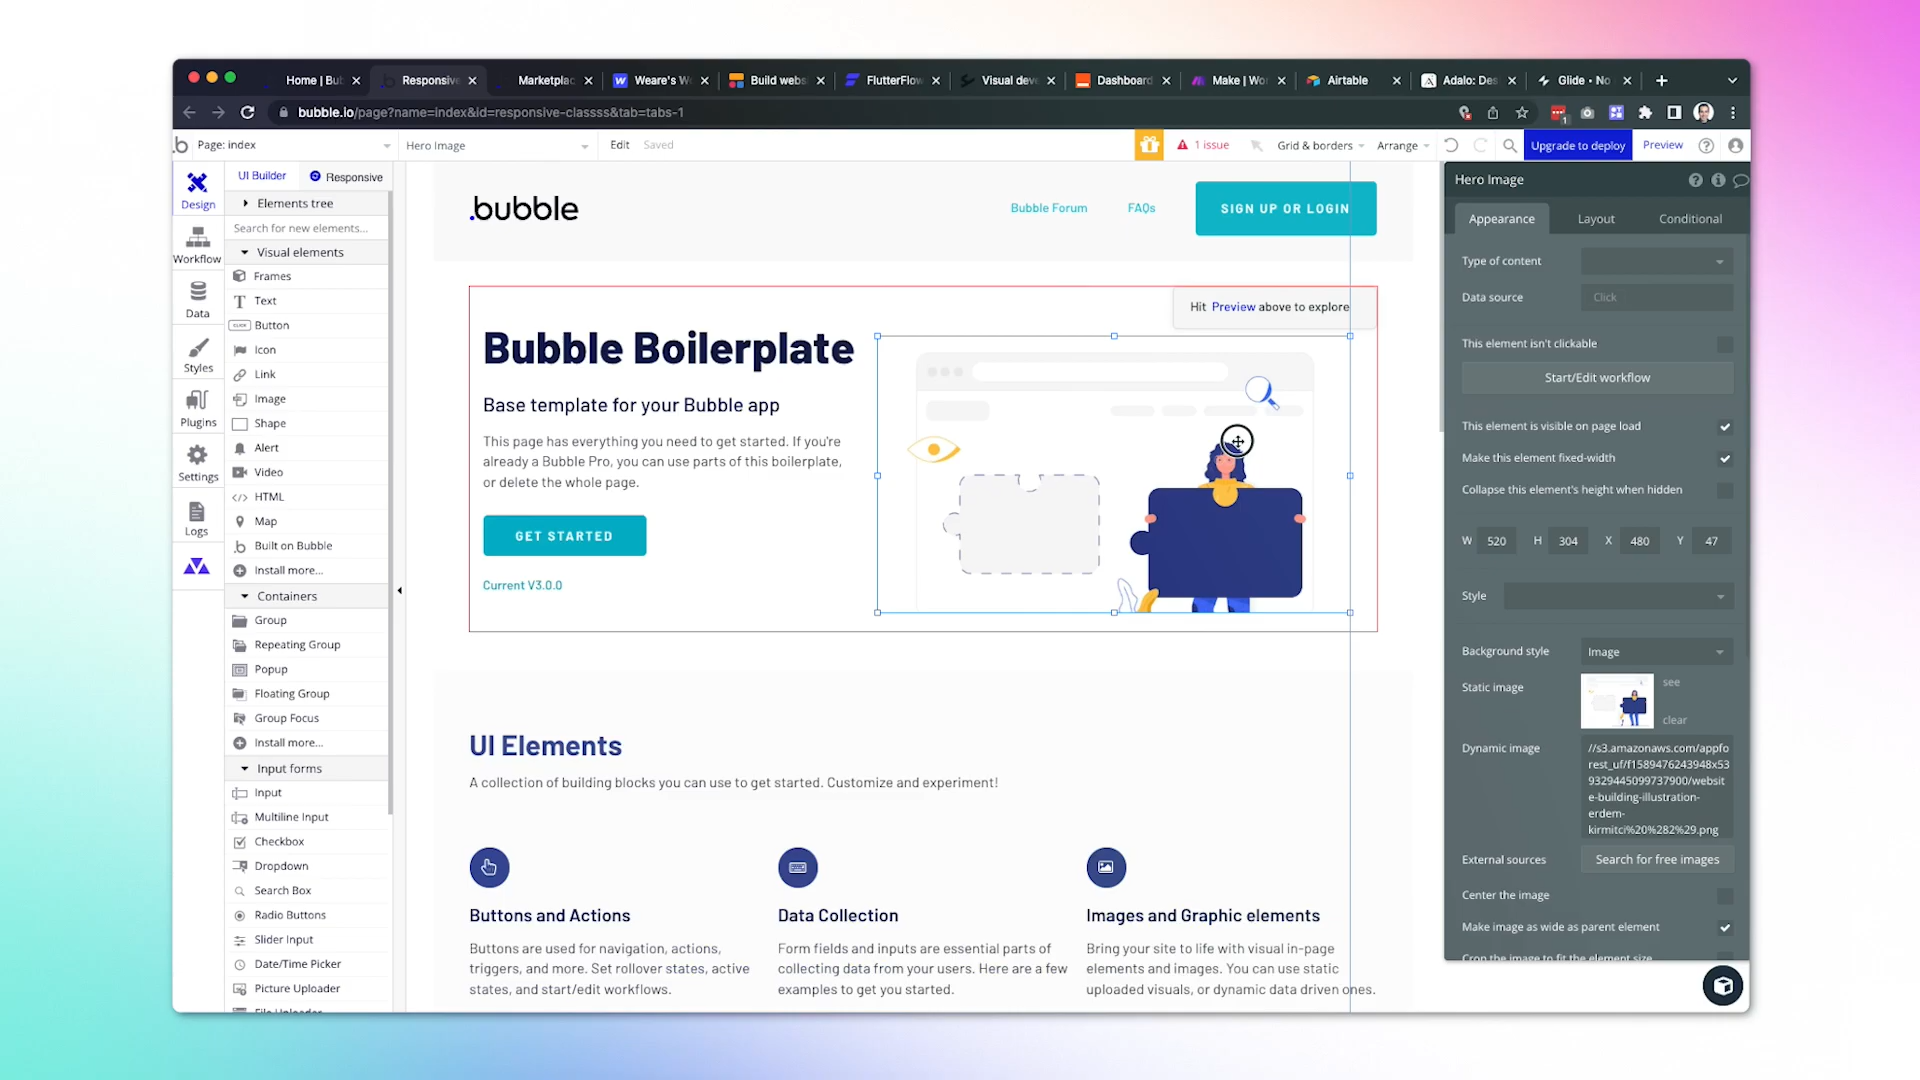 Home | Bub
Responsive
Marketplac
Weare's We
Build webs
FlutterFlow
Visual deve
Dashboard
Make | Wor
Airtable
Adalo: Des
Glide • No
bubble.io/page?name=index&id=responsive-classss&tab=tabs-1
Page: index
Hero Image
Edit
Saved
1 issue
Grid & borders
Arrange
Upgrade to deploy
Preview
Design
Workflow
Data
Styles
Plugins
Settings
Logs
UI Builder
Responsive
Elements tree
Search for new elements...
Visual elements
Frames
Text
Button
Icon
Link
Image
Shape
Alert
Video
HTML
Map
Built on Bubble
Install more...
Containers
Group
Repeating Group
Popup
Floating Group
Group Focus
Install more...
Input forms
Input
Multiline Input
Checkbox
Dropdown
Search Box
Radio Buttons
Slider Input
Date/Time Picker
Picture Uploader
File Uploader
.bubble
Bubble Forum
FAQs
SIGN UP OR LOGIN
Hit Preview above to explore
Bubble Boilerplate
Base template for your Bubble app
This page has everything you need to get started. If you're
already a Bubble Pro, you can use parts of this boilerplate,
or delete the whole page.
GET STARTED
Current V3.0.0
UI Elements
A collection of building blocks you can use to get started. Customize and experiment!
Buttons and Actions
Buttons are used for navigation, actions,
triggers, and more. Set rollover states, active
states, and start/edit workflows.
Data Collection
Form fields and inputs are essential parts of
collecting data from your users. Here are a few
examples to get you started.
Images and Graphic elements
Bring your site to life with visual in-page
elements and images. You can use static
uploaded visuals, or dynamic data driven ones.
Hero Image
Appearance
Layout
Conditional
Type of content
Data source
Click
This element isn't clickable
Start/Edit workflow
This element is visible on page load
Make this element fixed-width
Collapse this element's height when hidden
W 520 H 304 X 480 Y 47
Style
Background style
Image
Static image
see
clear
Dynamic image
//s3.amazonaws.com/appfo
rest_uf/f1589476243948x53
9329445099737900/websit
e-building-illustration-
erdem-
kirmitci%20%282%29.png
External sources
Search for free images
Center the image
Make image as wide as parent element
Crop the image to fit the element size